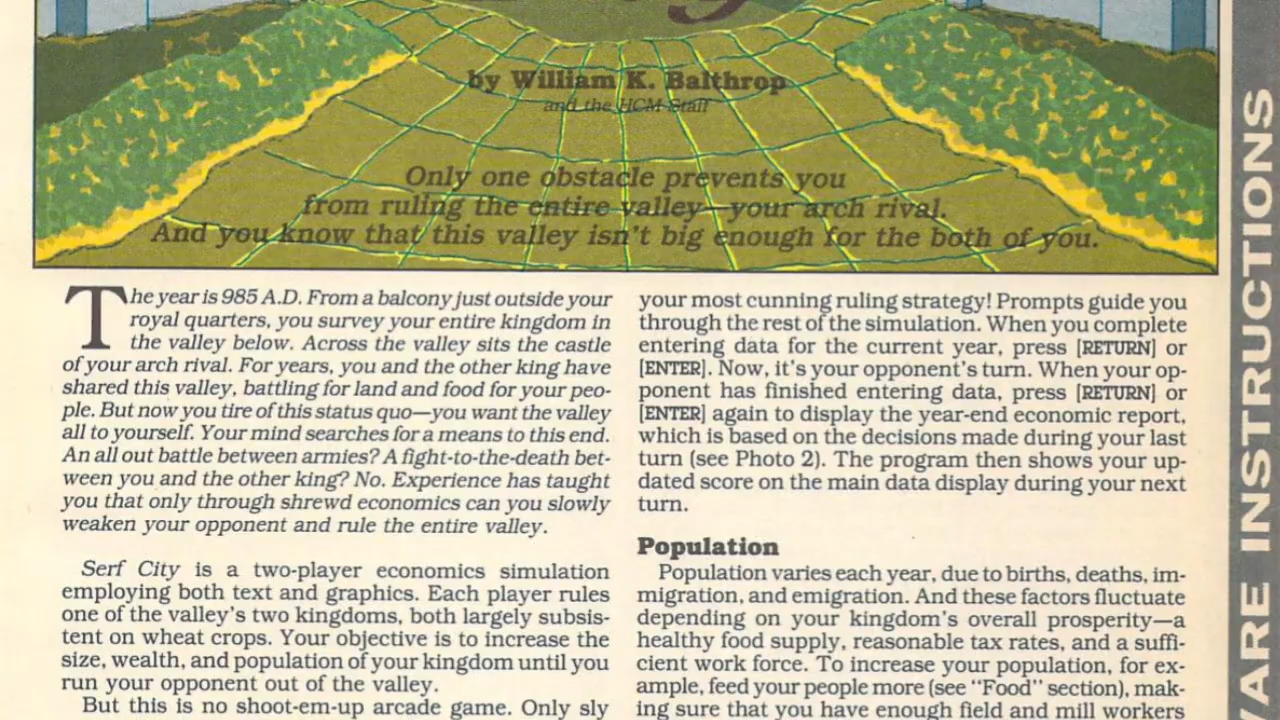 by William K. Balthrop
and the HCM Staff
Only one obstacle prevents you
from ruling the entire valley—your arch rival.
And you know that this valley isn't big enough for the both of you.
The year is 985 A.D. From a balcony just outside your
royal quarters, you survey your entire kingdom in
the valley below. Across the valley sits the castle
of your arch rival. For years, you and the other king have
shared this valley, battling for land and food for your peo-
ple. But now you tire of this status quo—you want the valley
all to yourself. Your mind searches for a means to this end.
An all out battle between armies? A fight-to-the-death bet-
ween you and the other king? No. Experience has taught
you that only through shrewd economics can you slowly
weaken your opponent and rule the entire valley.
Serf City is a two-player economics simulation
employing both text and graphics. Each player rules
one of the valley's two kingdoms, both largely subsis-
tent on wheat crops. Your objective is to increase the
size, wealth, and population of your kingdom until you
run your opponent out of the valley.
But this is no shoot-em-up arcade game. Only sly
your most cunning ruling strategy! Prompts guide you
through the rest of the simulation. When you complete
entering data for the current year, press [RETURN] or
[ENTER]. Now, it's your opponent's turn. When your op-
ponent has finished entering data, press [RETURN] or
[ENTER] again to display the year-end economic report,
which is based on the decisions made during your last
turn (see Photo 2). The program then shows your up-
dated score on the main data display during your next
turn.
Population
Population varies each year, due to births, deaths, im-
migration, and emigration. And these factors fluctuate
depending on your kingdom's overall prosperity—a
healthy food supply, reasonable tax rates, and a suffi-
cient work force. To increase your population, for ex-
ample, feed your people more (see "Food" section), mak-
ing sure that you have enough field and mill workers
ARE INSTRUCTIONS